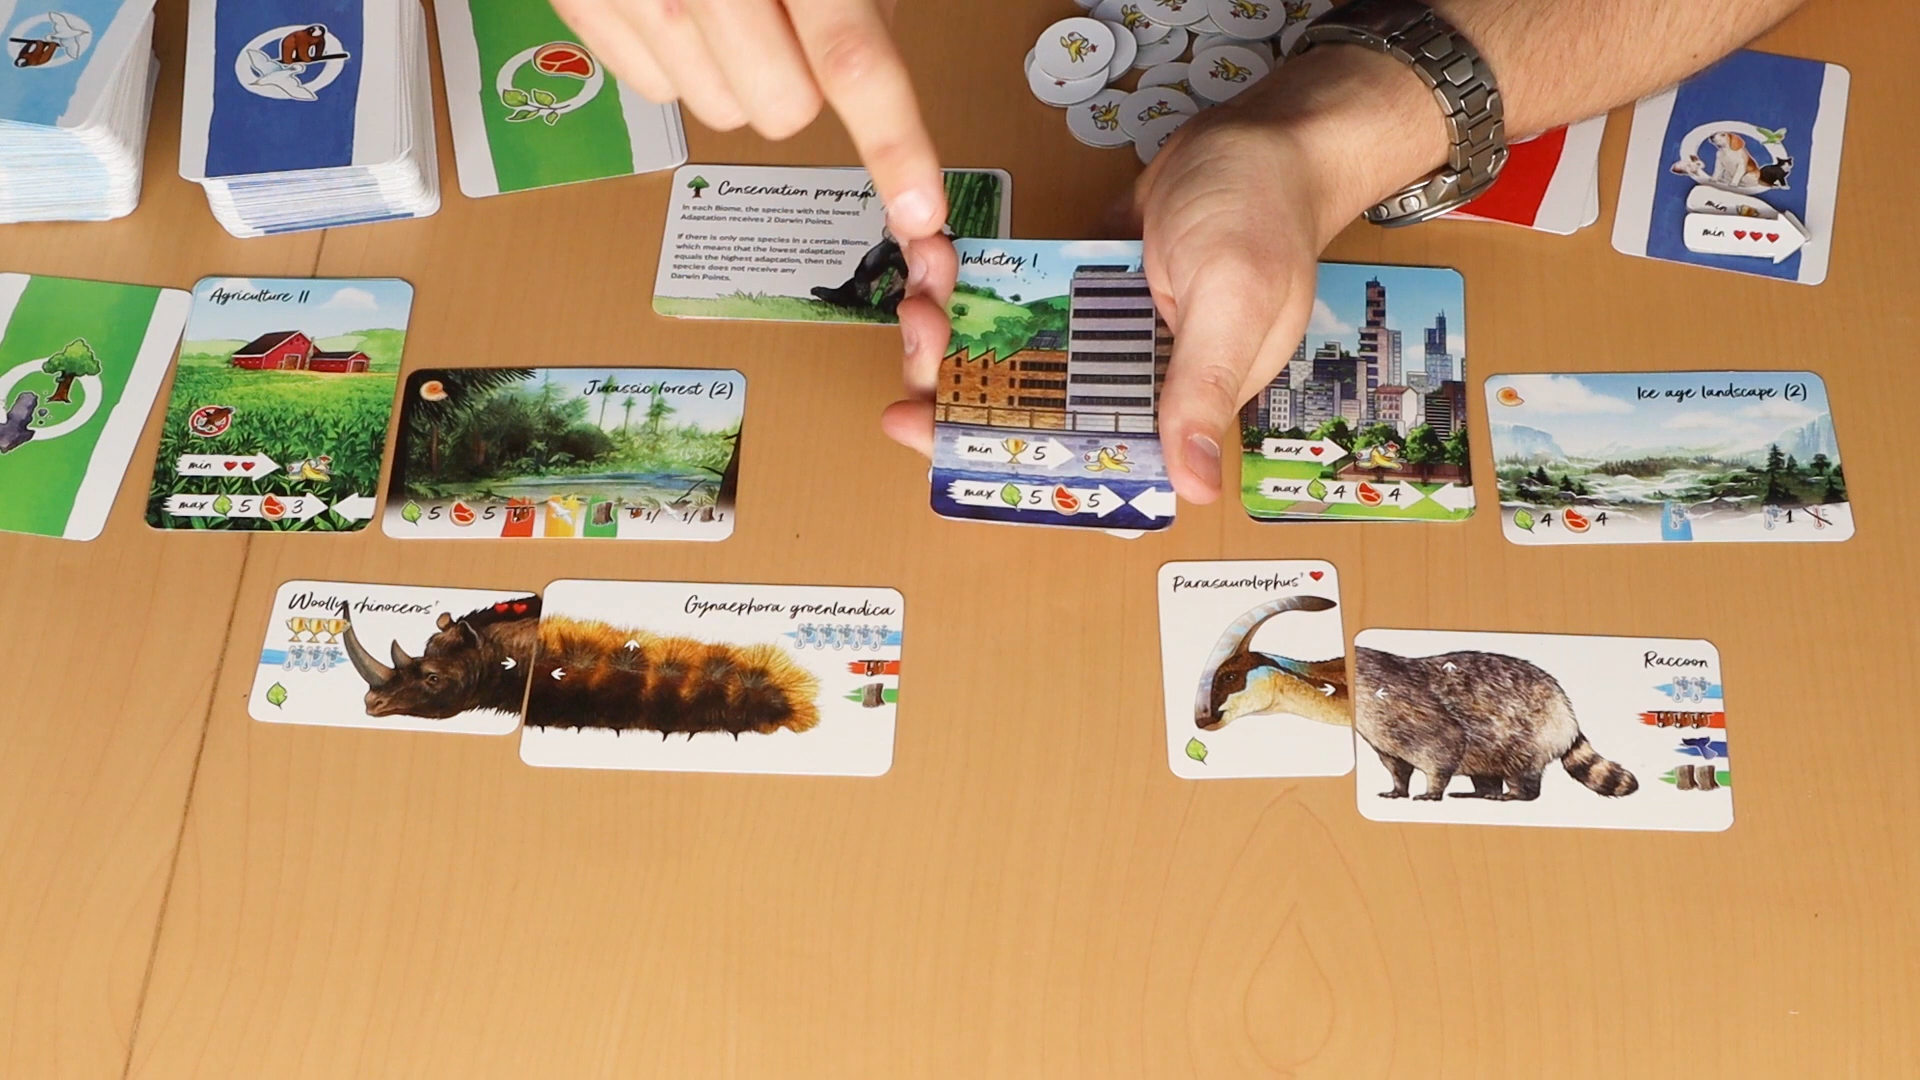 Conservation program
In each Biome, the species with the lowest
Adaptation receives 2 Darwin Points.
If there is only one species in a certain Biome,
which means that the lowest adaptation
equals the highest adaptation, then this
species does not receive any
Darwin Points.
min
min
Agriculture II
min
max 5 3
Jurassic forest (2)
5 5 1/ 1/ 1
Industry I
min 5
max 5 5
max
max 4 4
Ice age landscape (2)
4 4 1
Woolly rhinoceros†
Gynaephora groenlandica
Parasaurolophus†
Raccoon